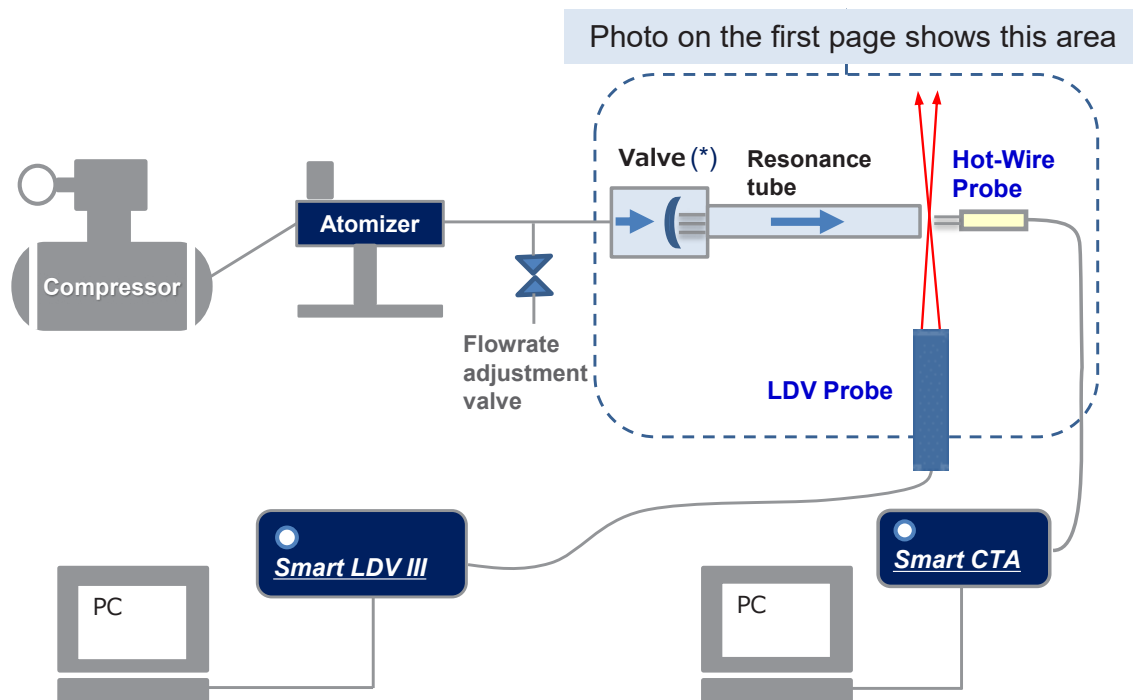 Photo on the first page shows this area
Valve (*)
Resonance
tube
Hot-Wire
Probe
Atomizer
Compressor
Flowrate
adjustment
valve
LDV Probe
Smart LDV III
Smart CTA
PC
PC